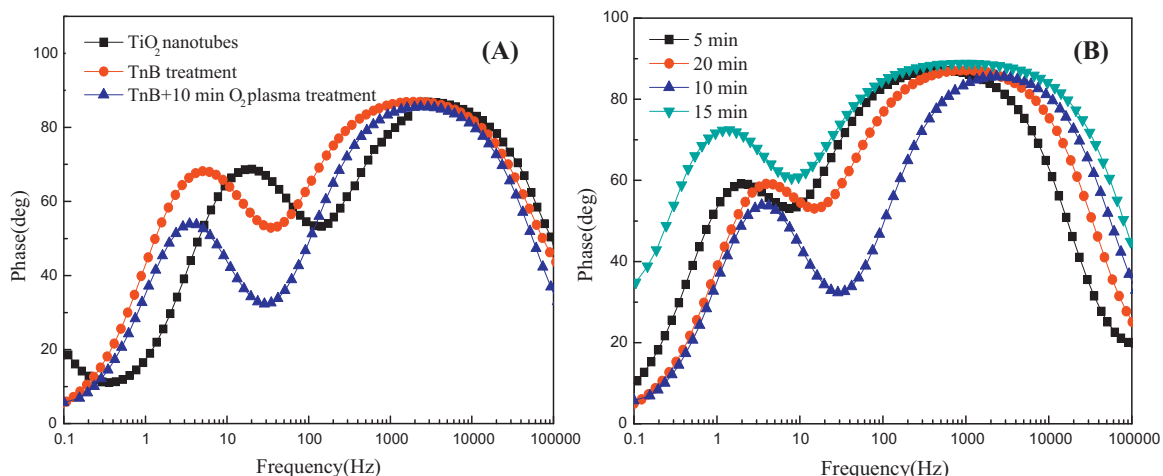 (A)
TiO2 nanotubes
TnB treatment
TnB+10 min O2plasma treatment
100
80
60
40
20
0
Phase(deg)
0.1 1 10 100 1000 10000 100000
Frequency(Hz)
(B)
5 min
20 min
10 min
15 min
100
80
60
40
20
0
Phase(deg)
0.1 1 10 100 1000 10000 100000
Frequency(Hz)